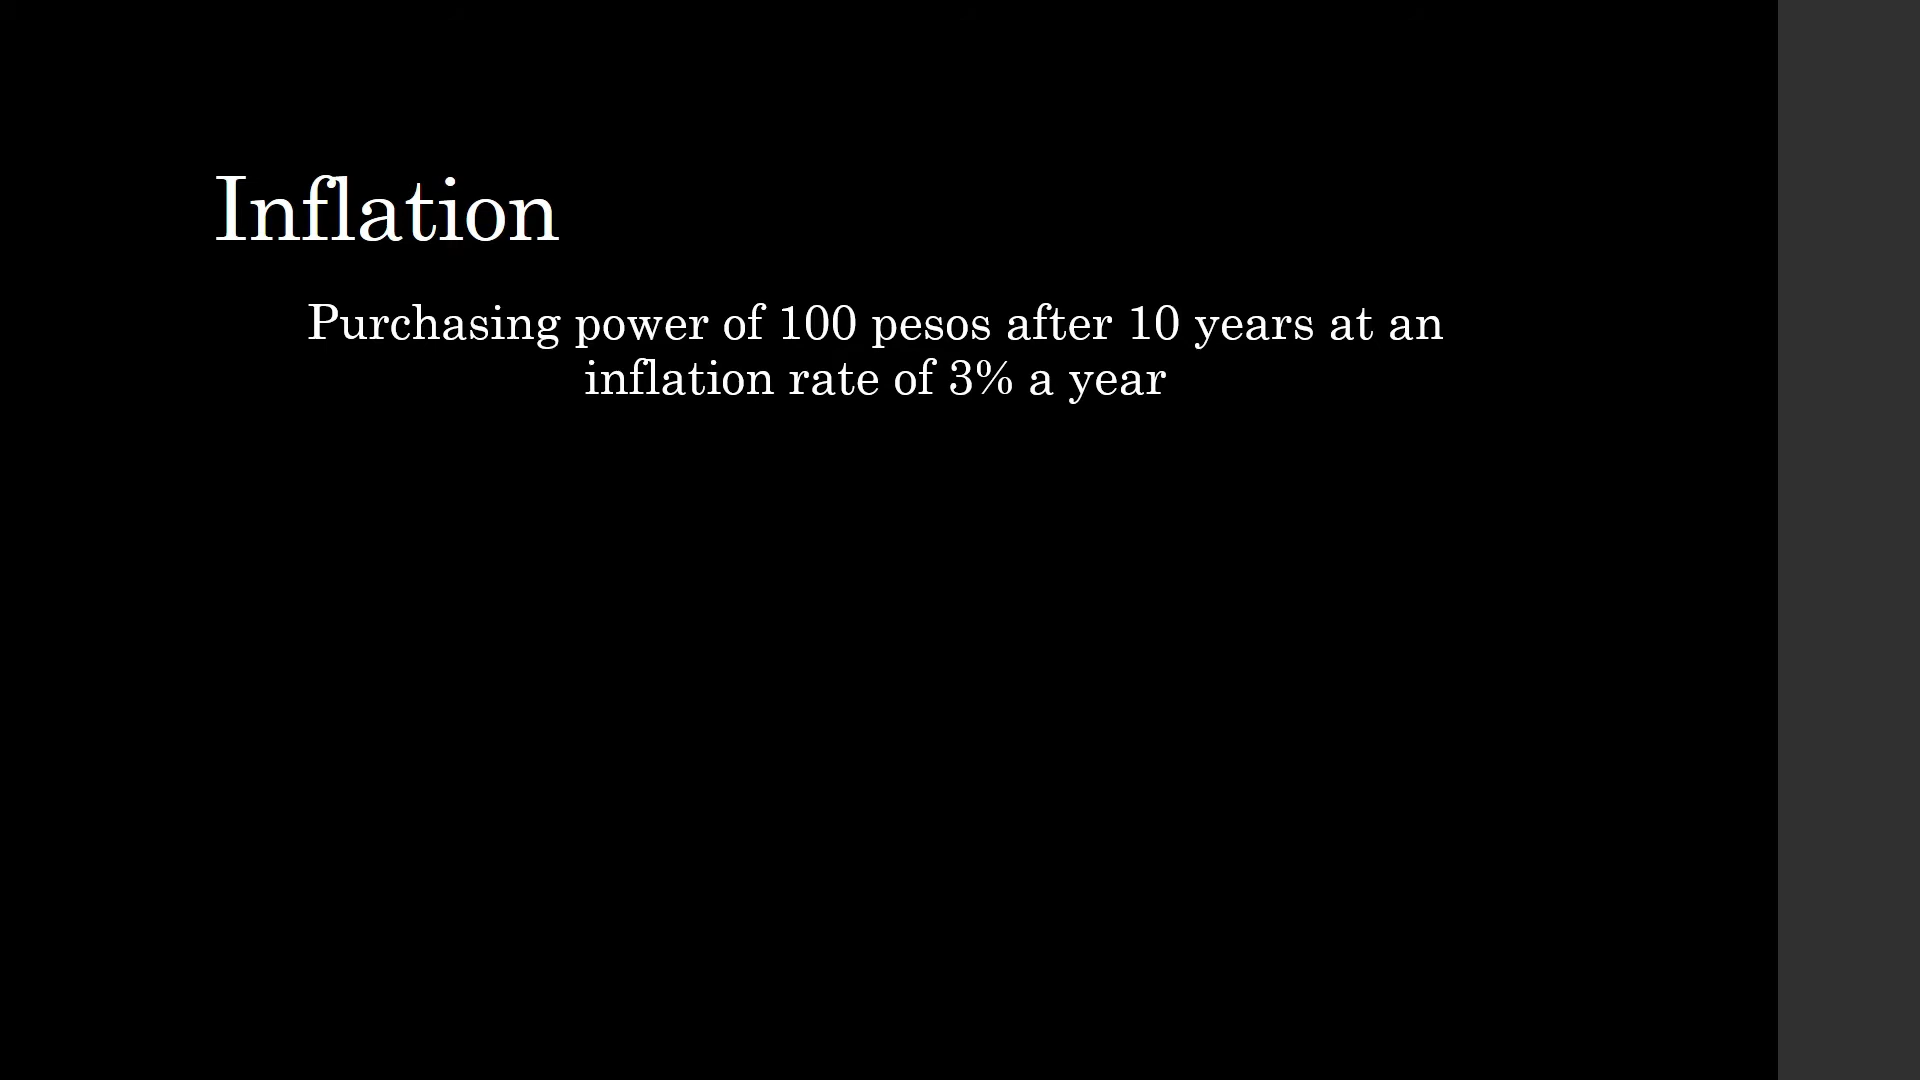 Inflation
Purchasing power of 100 pesos after 10 years at an
inflation rate of 3% a year